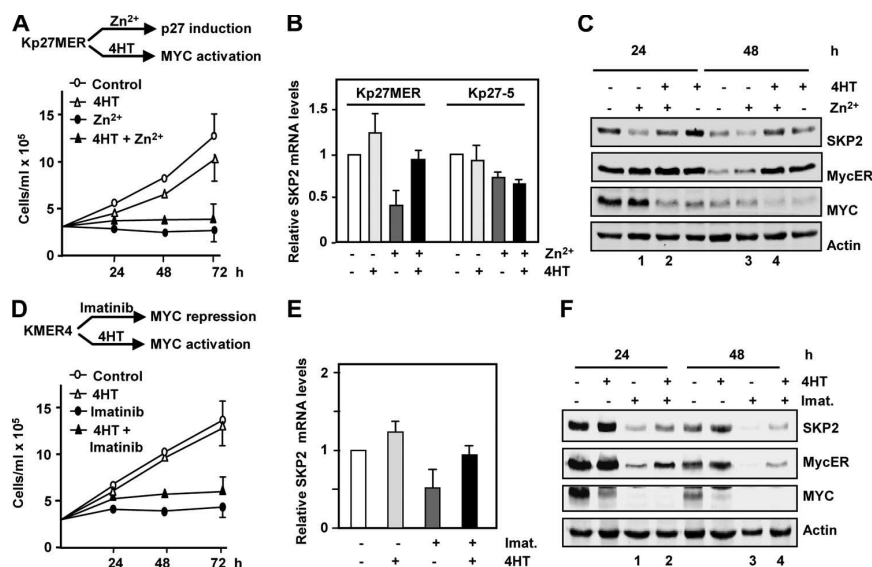 A
Kp27MER
Zn²⁺
p27 induction
4HT
MYC activation
Control
4HT
Zn²⁺
4HT + Zn²⁺
Cells/ml x 10⁵
15
10
5
0
24 48 72 h
B
Relative SKP2 mRNA levels
1.5
1
0.5
0
Kp27MER Kp27-5
- - + + - - + + Zn²⁺
- + - + - + - + 4HT
C
24 48 h
- - + + - - + + 4HT
- + + - - + + - Zn²⁺
SKP2
MycER
MYC
Actin
1 2 3 4
D
KMER4
Imatinib
MYC repression
4HT
MYC activation
Control
4HT
Imatinib
4HT +
Imatinib
Cells/ml x 10⁵
15
10
5
0
24 48 72 h
E
Relative SKP2 mRNA levels
2
1
0
- - + + Imat.
- + - + 4HT
F
24 48 h
- + - + - + - + 4HT
- - + + - - + + Imat.
SKP2
MycER
MYC
Actin
1 2 3 4